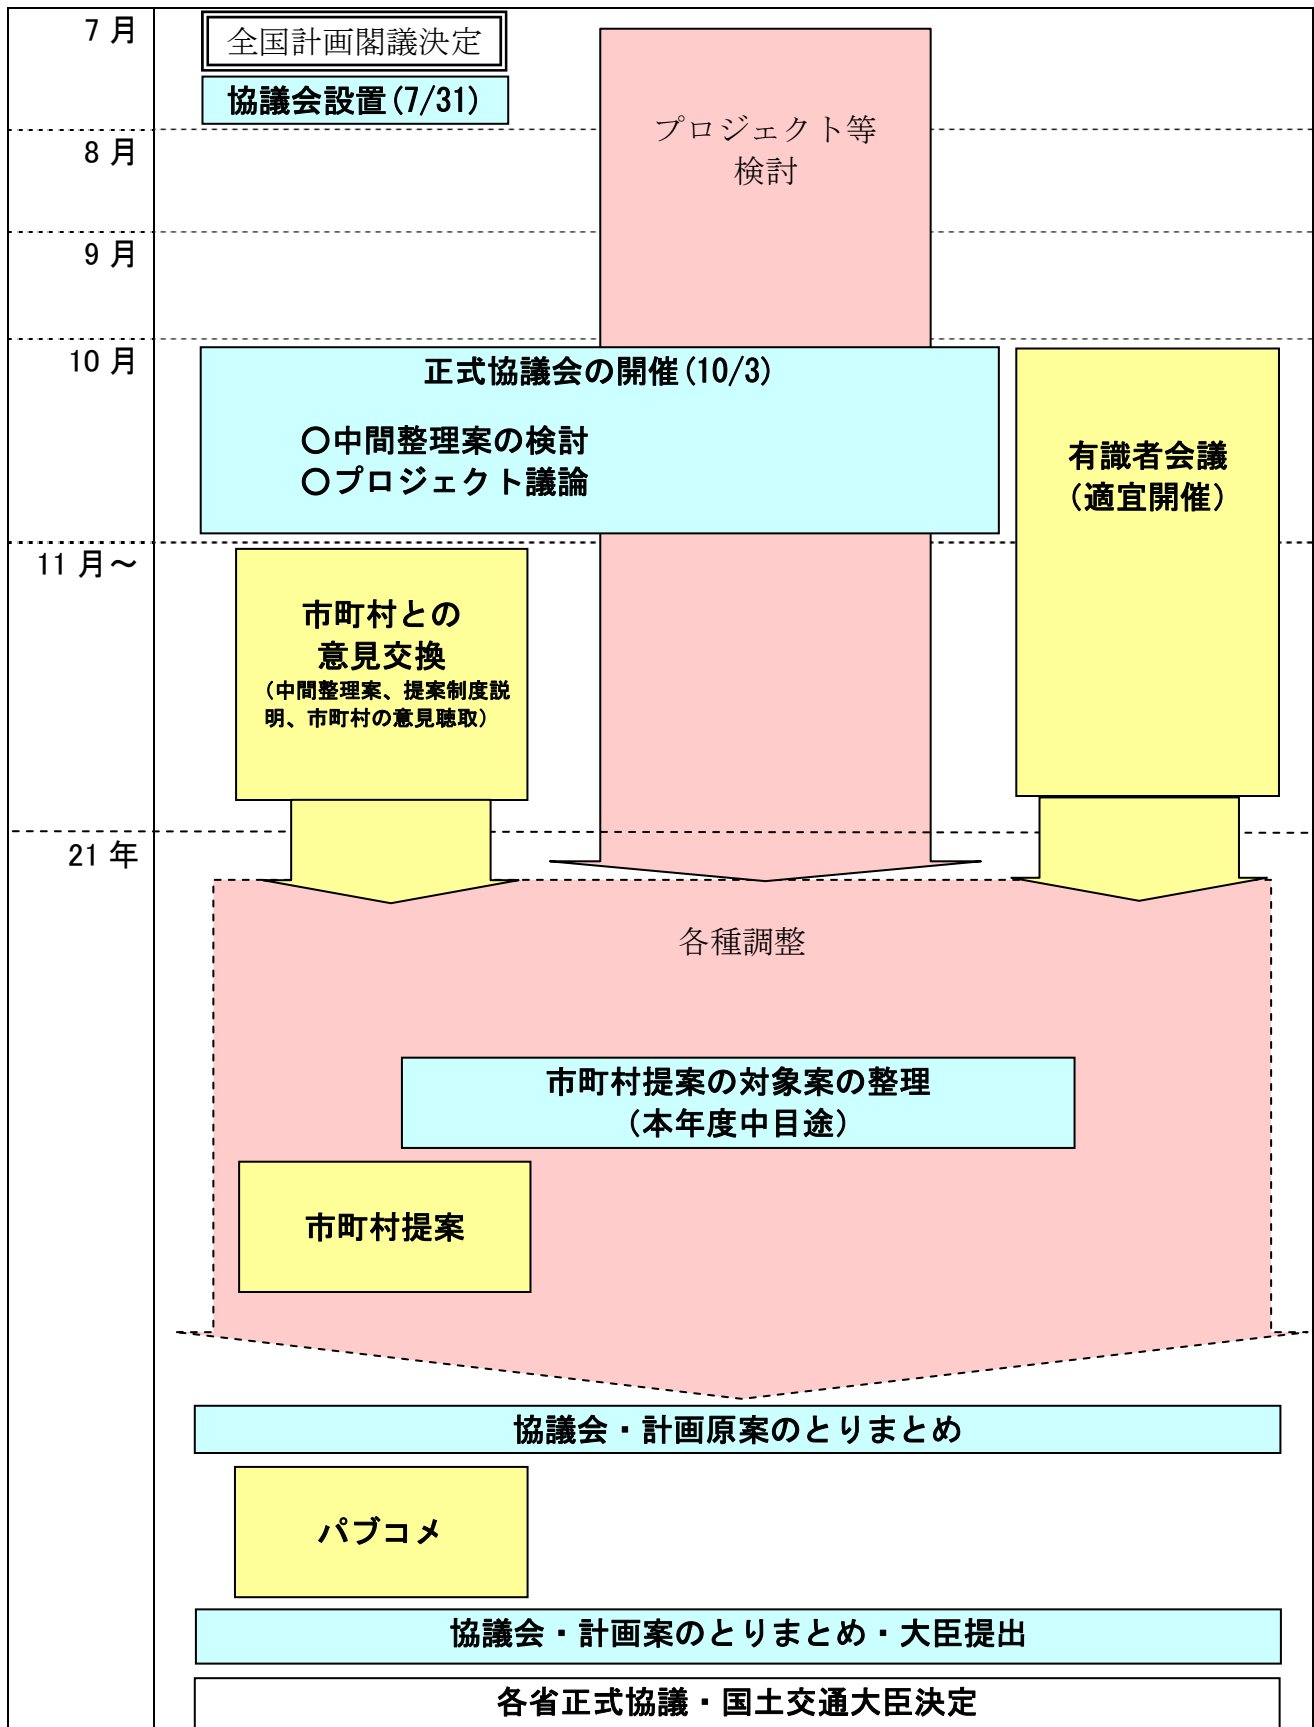 7 月
全国計画閣議決定
協議会設置(7/31)
プロジェクト等
検討
8 月
9 月
10 月
正式協議会の開催(10/3)
○中間整理案の検討
○プロジェクト議論
有識者会議
(適宜開催)
11 月～
市町村との
意見交換
(中間整理案、提案制度説
明、市町村の意見聴取)
21 年
各種調整
市町村提案の対象案の整理
(本年度中目途)
市町村提案
協議会・計画原案のとりまとめ
パブコメ
協議会・計画案のとりまとめ・大臣提出
各省正式協議・国土交通大臣決定